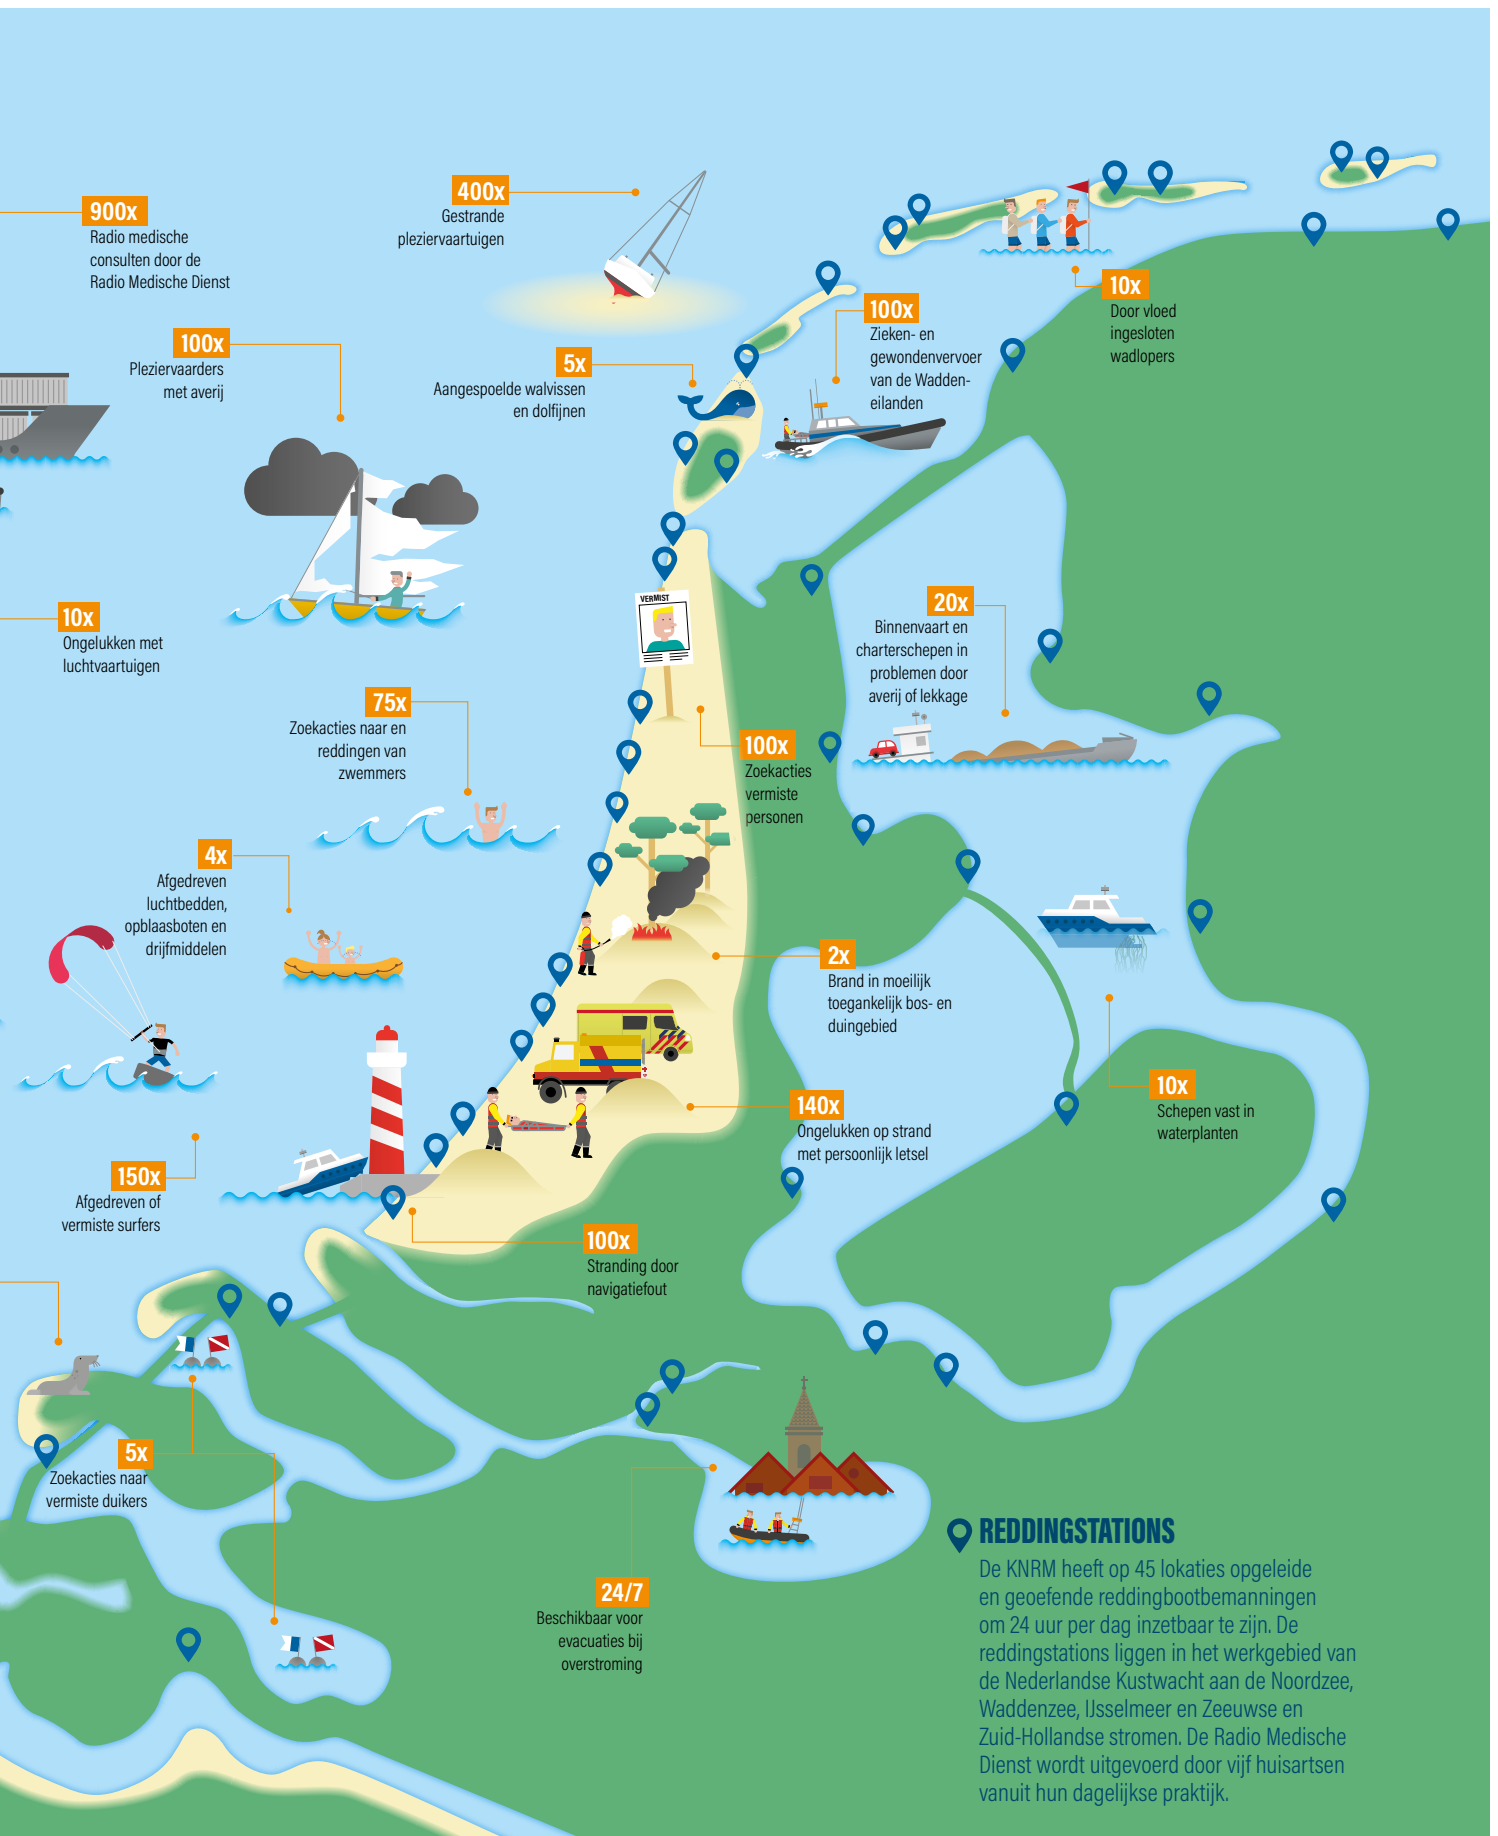 900x
Radio medische
consulten door de
Radio Medische Dienst
400x
Gestrande
pleziervaartuigen
10x
Door vloed
ingesloten
wadlopers
100x
Zieken- en
gewondenvervoer
van de Wadden-
eilanden
100x
Pleziervaarders
met averij
5x
Aangespoelde walvissen
en dolfijnen
10x
Ongelukken met
luchtvaartuigen
VERMIST
20x
Binnenvaart en
charterschepen in
problemen door
averij of lekkage
75x
Zoekacties naar en
reddingen van
zwemmers
100x
Zoekacties
vermiste
personen
4x
Afgedreven
luchtbedden,
opblaasboten en
drijfmiddelen
2x
Brand in moeilijk
toegankelijk bos- en
duingebied
10x
Schepen vast in
waterplanten
140x
Ongelukken op strand
met persoonlijk letsel
150x
Afgedreven of
vermiste surfers
100x
Stranding door
navigatiefout
5x
Zoekacties naar
vermiste duikers
24/7
Beschikbaar voor
evacuaties bij
overstroming
REDDINGSTATIONS
De KNRM heeft op 45 lokaties opgeleide
en geoefende reddingbootbemanningen
om 24 uur per dag inzetbaar te zijn. De
reddingstations liggen in het werkgebied van
de Nederlandse Kustwacht aan de Noordzee,
Waddenzee, IJsselmeer en Zeeuwse en
Zuid-Hollandse stromen. De Radio Medische
Dienst wordt uitgevoerd door vijf huisartsen
vanuit hun dagelijkse praktijk.